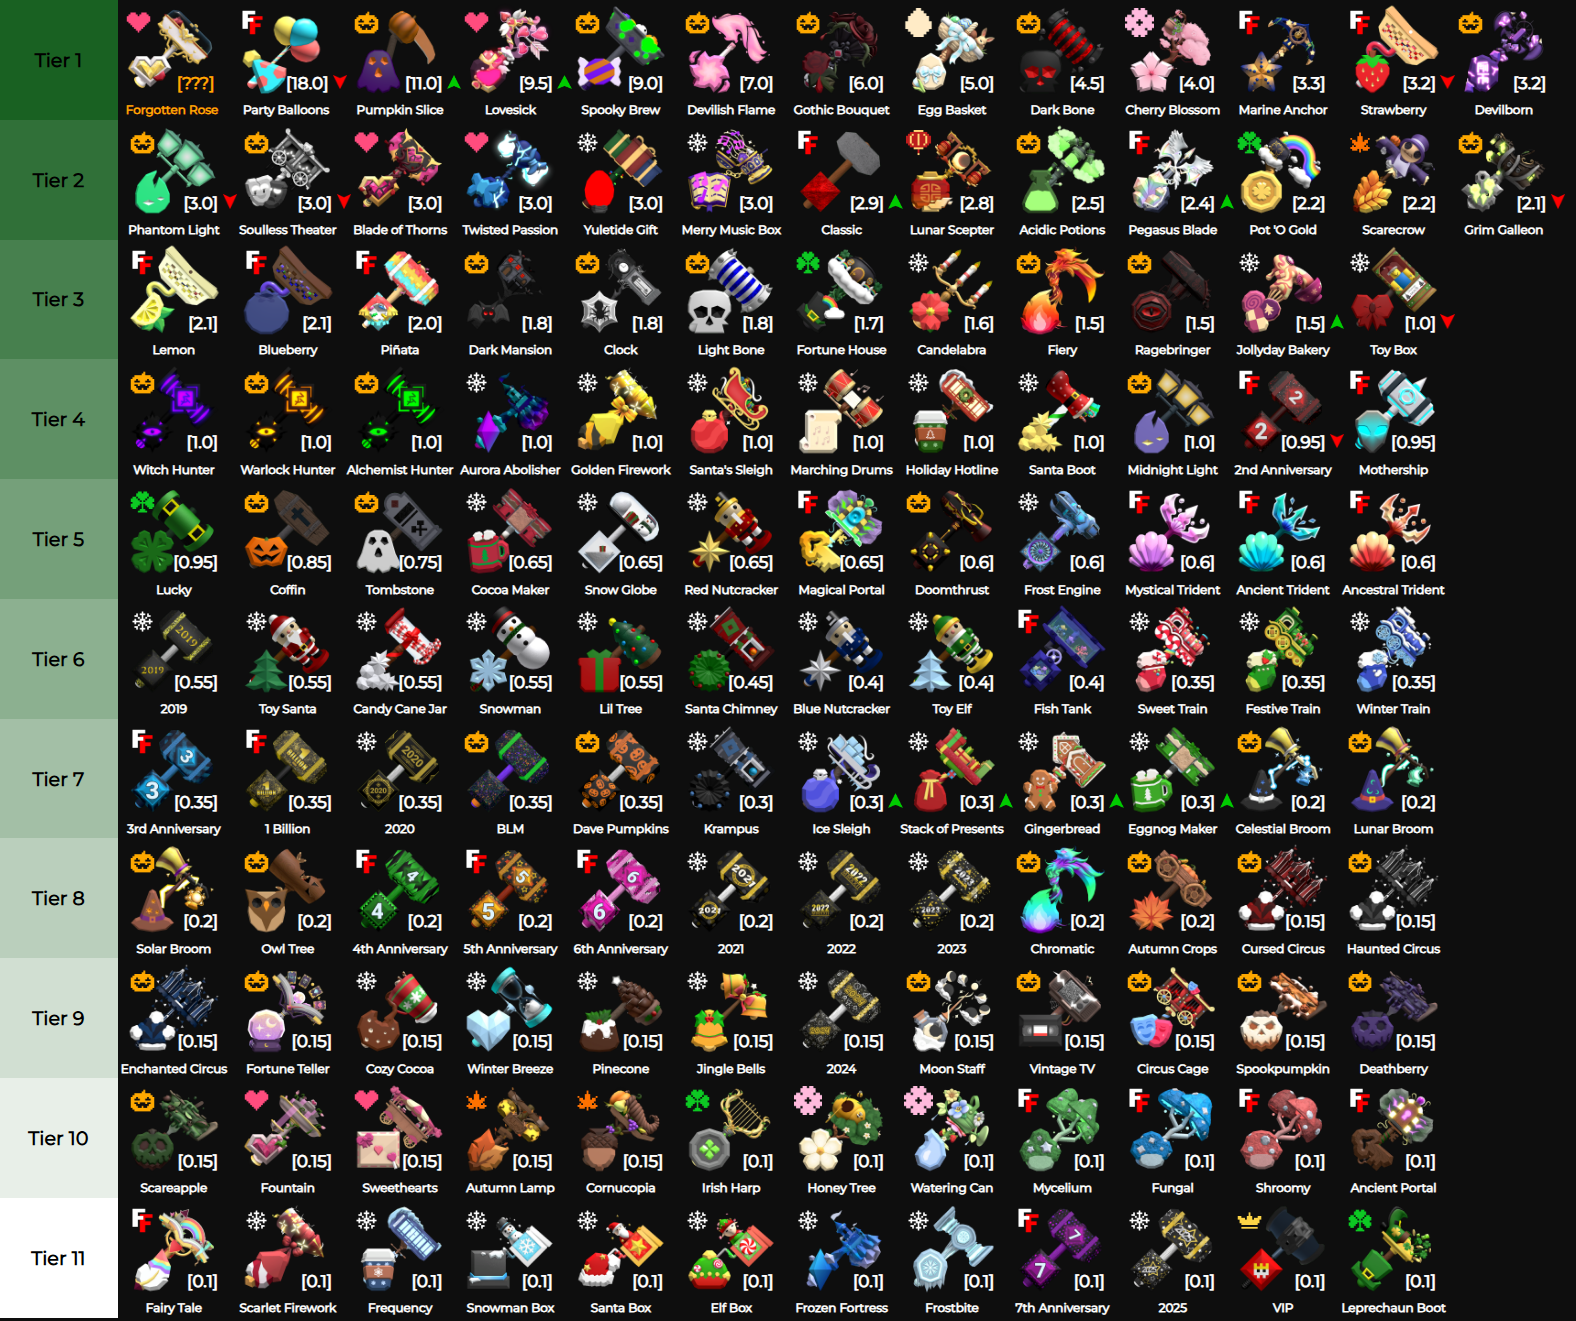 Tier 1
[???] [18.0] [11.0] [9.5] [9.0] [7.0] [6.0] [5.0] [4.5] [4.0] [3.3] [3.2] [3.2]
Forgotten Rose Party Balloons Pumpkin Slice Lovesick Spooky Brew Devilish Flame Gothic Bouquet Egg Basket Dark Bone Cherry Blossom Marine Anchor Strawberry Devilborn
Tier 2
[3.0] [3.0] [3.0] [3.0] [3.0] [3.0] [2.9] [2.8] [2.5] [2.4] [2.2] [2.2] [2.1]
Phantom Light Soulless Theater Blade of Thorns Twisted Passion Yuletide Gift Merry Music Box Classic Lunar Scepter Acidic Potions Pegasus Blade Pot 'O Gold Scarecrow Grim Galleon
Tier 3
[2.1] [2.1] [2.0] [1.8] [1.8] [1.8] [1.7] [1.6] [1.5] [1.5] [1.5] [1.0]
Lemon Blueberry Piñata Dark Mansion Clock Light Bone Fortune House Candelabra Fiery Ragebringer Jollyday Bakery Toy Box
Tier 4
[1.0] [1.0] [1.0] [1.0] [1.0] [1.0] [1.0] [1.0] [1.0] [1.0] [0.95] [0.95]
Witch Hunter Warlock Hunter Alchemist Hunter Aurora Abolisher Golden Firework Santa's Sleigh Marching Drums Holiday Hotline Santa Boot Midnight Light 2nd Anniversary Mothership
Tier 5
[0.95] [0.85] [0.75] [0.65] [0.65] [0.65] [0.65] [0.6] [0.6] [0.6] [0.6] [0.6]
Lucky Coffin Tombstone Cocoa Maker Snow Globe Red Nutcracker Magical Portal Doomthrust Frost Engine Mystical Trident Ancient Trident Ancestral Trident
Tier 6
[0.55] [0.55] [0.55] [0.55] [0.55] [0.45] [0.4] [0.4] [0.4] [0.35] [0.35] [0.35]
2019 Toy Santa Candy Cane Jar Snowman Lil Tree Santa Chimney Blue Nutcracker Toy Elf Fish Tank Sweet Train Festive Train Winter Train
Tier 7
[0.35] [0.35] [0.35] [0.35] [0.35] [0.3] [0.3] [0.3] [0.3] [0.3] [0.2] [0.2]
3rd Anniversary 1 Billion 2020 BLM Dave Pumpkins Krampus Ice Sleigh Stack of Presents Gingerbread Eggnog Maker Celestial Broom Lunar Broom
Tier 8
[0.2] [0.2] [0.2] [0.2] [0.2] [0.2] [0.2] [0.2] [0.2] [0.2] [0.15] [0.15]
Solar Broom Owl Tree 4th Anniversary 5th Anniversary 6th Anniversary 2021 2022 2023 Chromatic Autumn Crops Cursed Circus Haunted Circus
Tier 9
[0.15] [0.15] [0.15] [0.15] [0.15] [0.15] [0.15] [0.15] [0.15] [0.15] [0.15] [0.15]
Enchanted Circus Fortune Teller Cozy Cocoa Winter Breeze Pinecone Jingle Bells 2024 Moon Staff Vintage TV Circus Cage Spookpumpkin Deathberry
Tier 10
[0.15] [0.15] [0.15] [0.15] [0.15] [0.1] [0.1] [0.1] [0.1] [0.1] [0.1] [0.1]
Scareapple Fountain Sweethearts Autumn Lamp Cornucopia Irish Harp Honey Tree Watering Can Mycelium Fungal Shroomy Ancient Portal
Tier 11
[0.1] [0.1] [0.1] [0.1] [0.1] [0.1] [0.1] [0.1] [0.1] [0.1] [0.1] [0.1]
Fairy Tale Scarlet Firework Frequency Snowman Box Santa Box Elf Box Frozen Fortress Frostbite 7th Anniversary 2025 VIP Leprechaun Boot